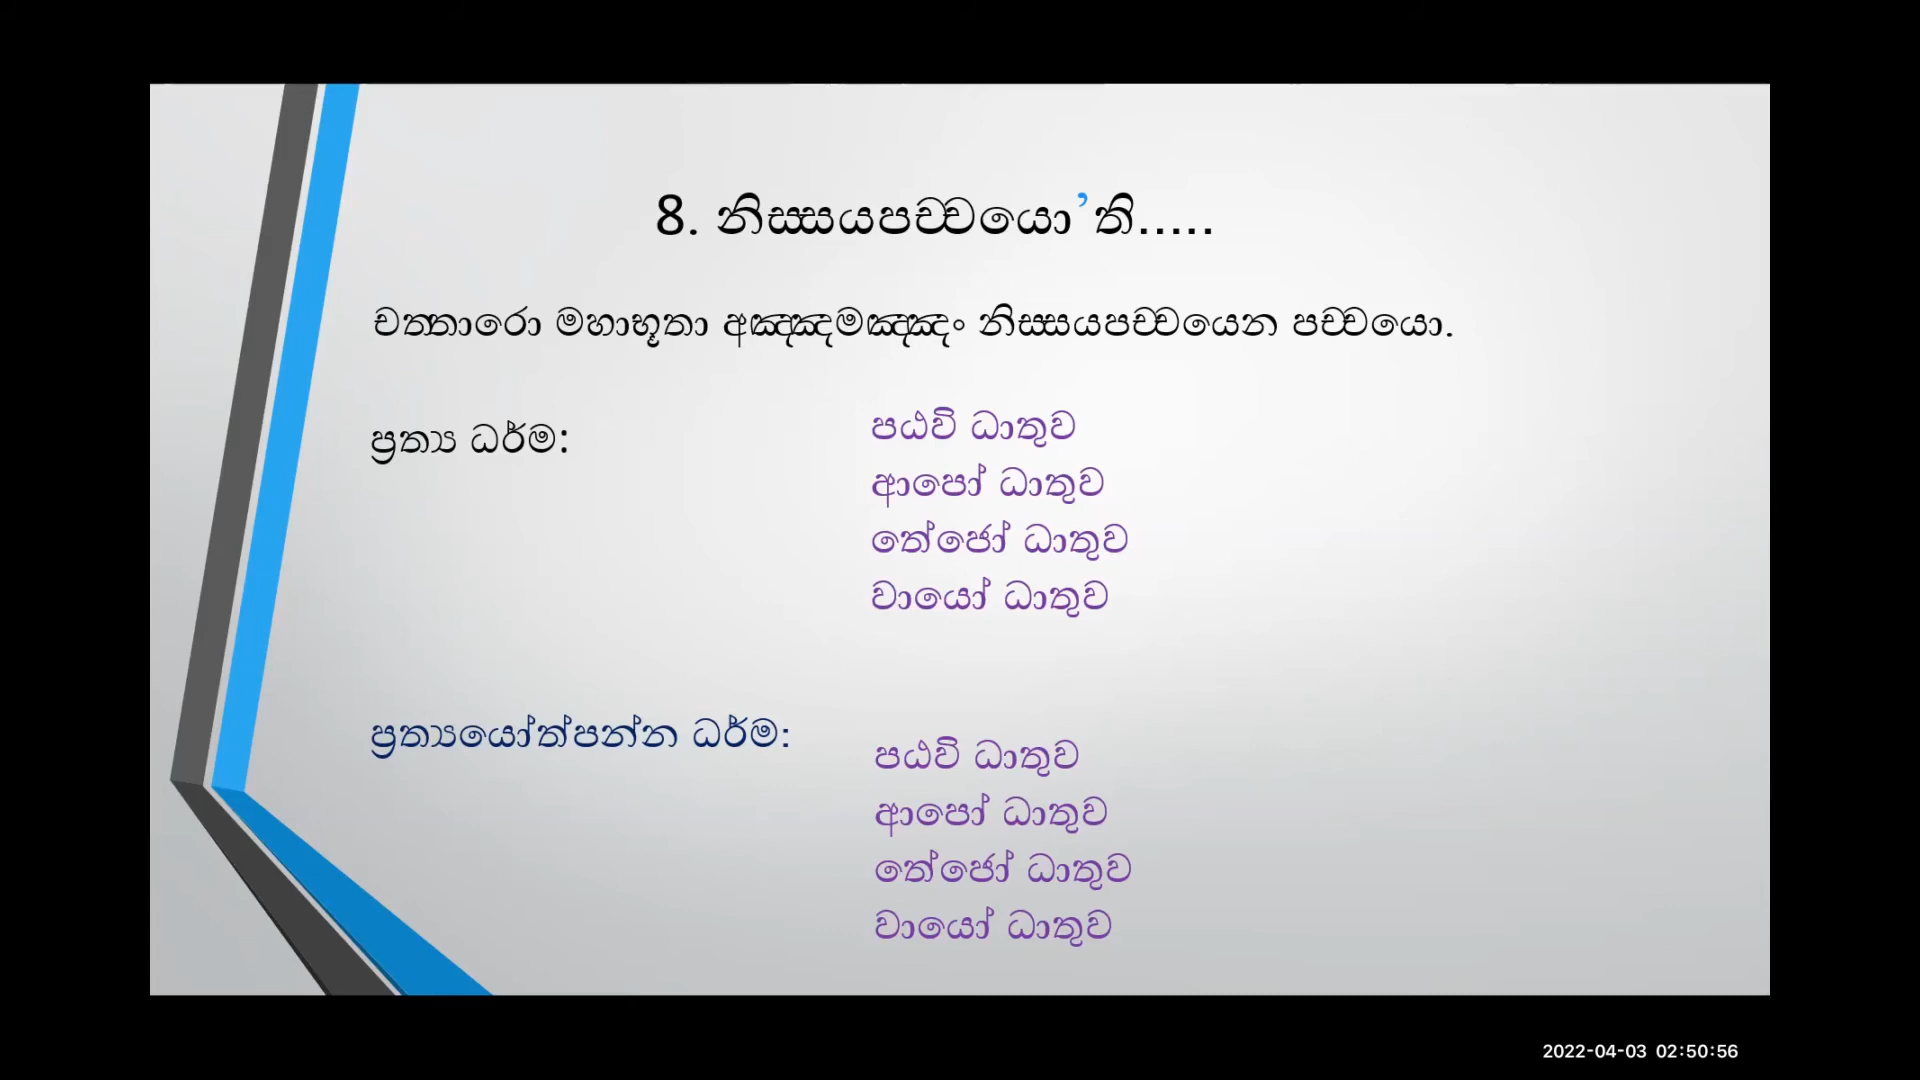 8. නිස්‍සයපච්‍චයො’ති.....
චත්‍තාරො මහාභූතා අඤ්‍ඤමඤ්‍ඤං නිස්‍සයපච්‍චයෙන පච්‍චයො.
ප්‍රත්‍ය ධර්ම:
පඨවි ධාතුව
ආපෝ ධාතුව
තේජෝ ධාතුව
වායෝ ධාතුව
ප්‍රත්‍යයෝත්පන්න ධර්ම:
පඨවි ධාතුව
ආපෝ ධාතුව
තේජෝ ධාතුව
වායෝ ධාතුව
2022-04-03 02:50:56